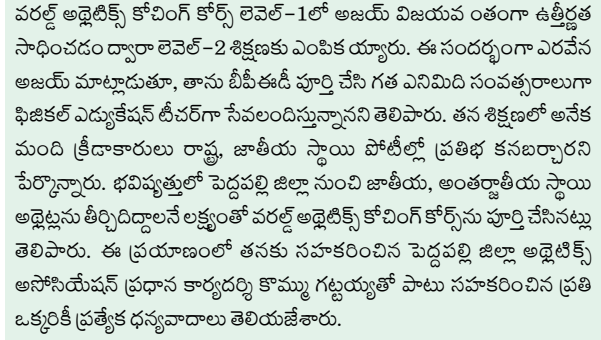 వరల్డ్ అథ్లెటిక్స్ కోచింగ్ కోర్స్ లెవెల్-1లో అజయ్ విజయవ ంతంగా ఉత్తీర్ణత
సాధించడం ద్వారా లెవెల్-2 శిక్షణకు ఎంపిక య్యారు. ఈ సందర్భంగా ఎరవేన
అజయ్ మాట్లాడుతూ, తాను బీపీఈడీ పూర్తి చేసి గత ఎనిమిది సంవత్సరాలుగా
ఫిజికల్ ఎడ్యుకేషన్ టీచర్‌గా సేవలందిస్తున్నానని తెలిపారు. తన శిక్షణలో అనేక
మంది క్రీడాకారులు రాష్ట్ర, జాతీయ స్థాయి పోటీల్లో ప్రతిభ కనబర్చారని
పేర్కొన్నారు. భవిష్యత్తులో పెద్దపల్లి జిల్లా నుంచి జాతీయ, అంతర్జాతీయ స్థాయి
అథ్లెట్లను తీర్చిదిద్దాలనే లక్ష్యంతో వరల్డ్ అథ్లెటిక్స్ కోచింగ్ కోర్స్‌ను పూర్తి చేసినట్లు
తెలిపారు. ఈ ప్రయాణంలో తనకు సహకరించిన పెద్దపల్లి జిల్లా అథ్లెటిక్స్
అసోసియేషన్ ప్రధాన కార్యదర్శి కొమ్ము గట్టయ్యతో పాటు సహకరించిన ప్రతి
ఒక్కరికీ ప్రత్యేక ధన్యవాదాలు తెలియజేశారు.